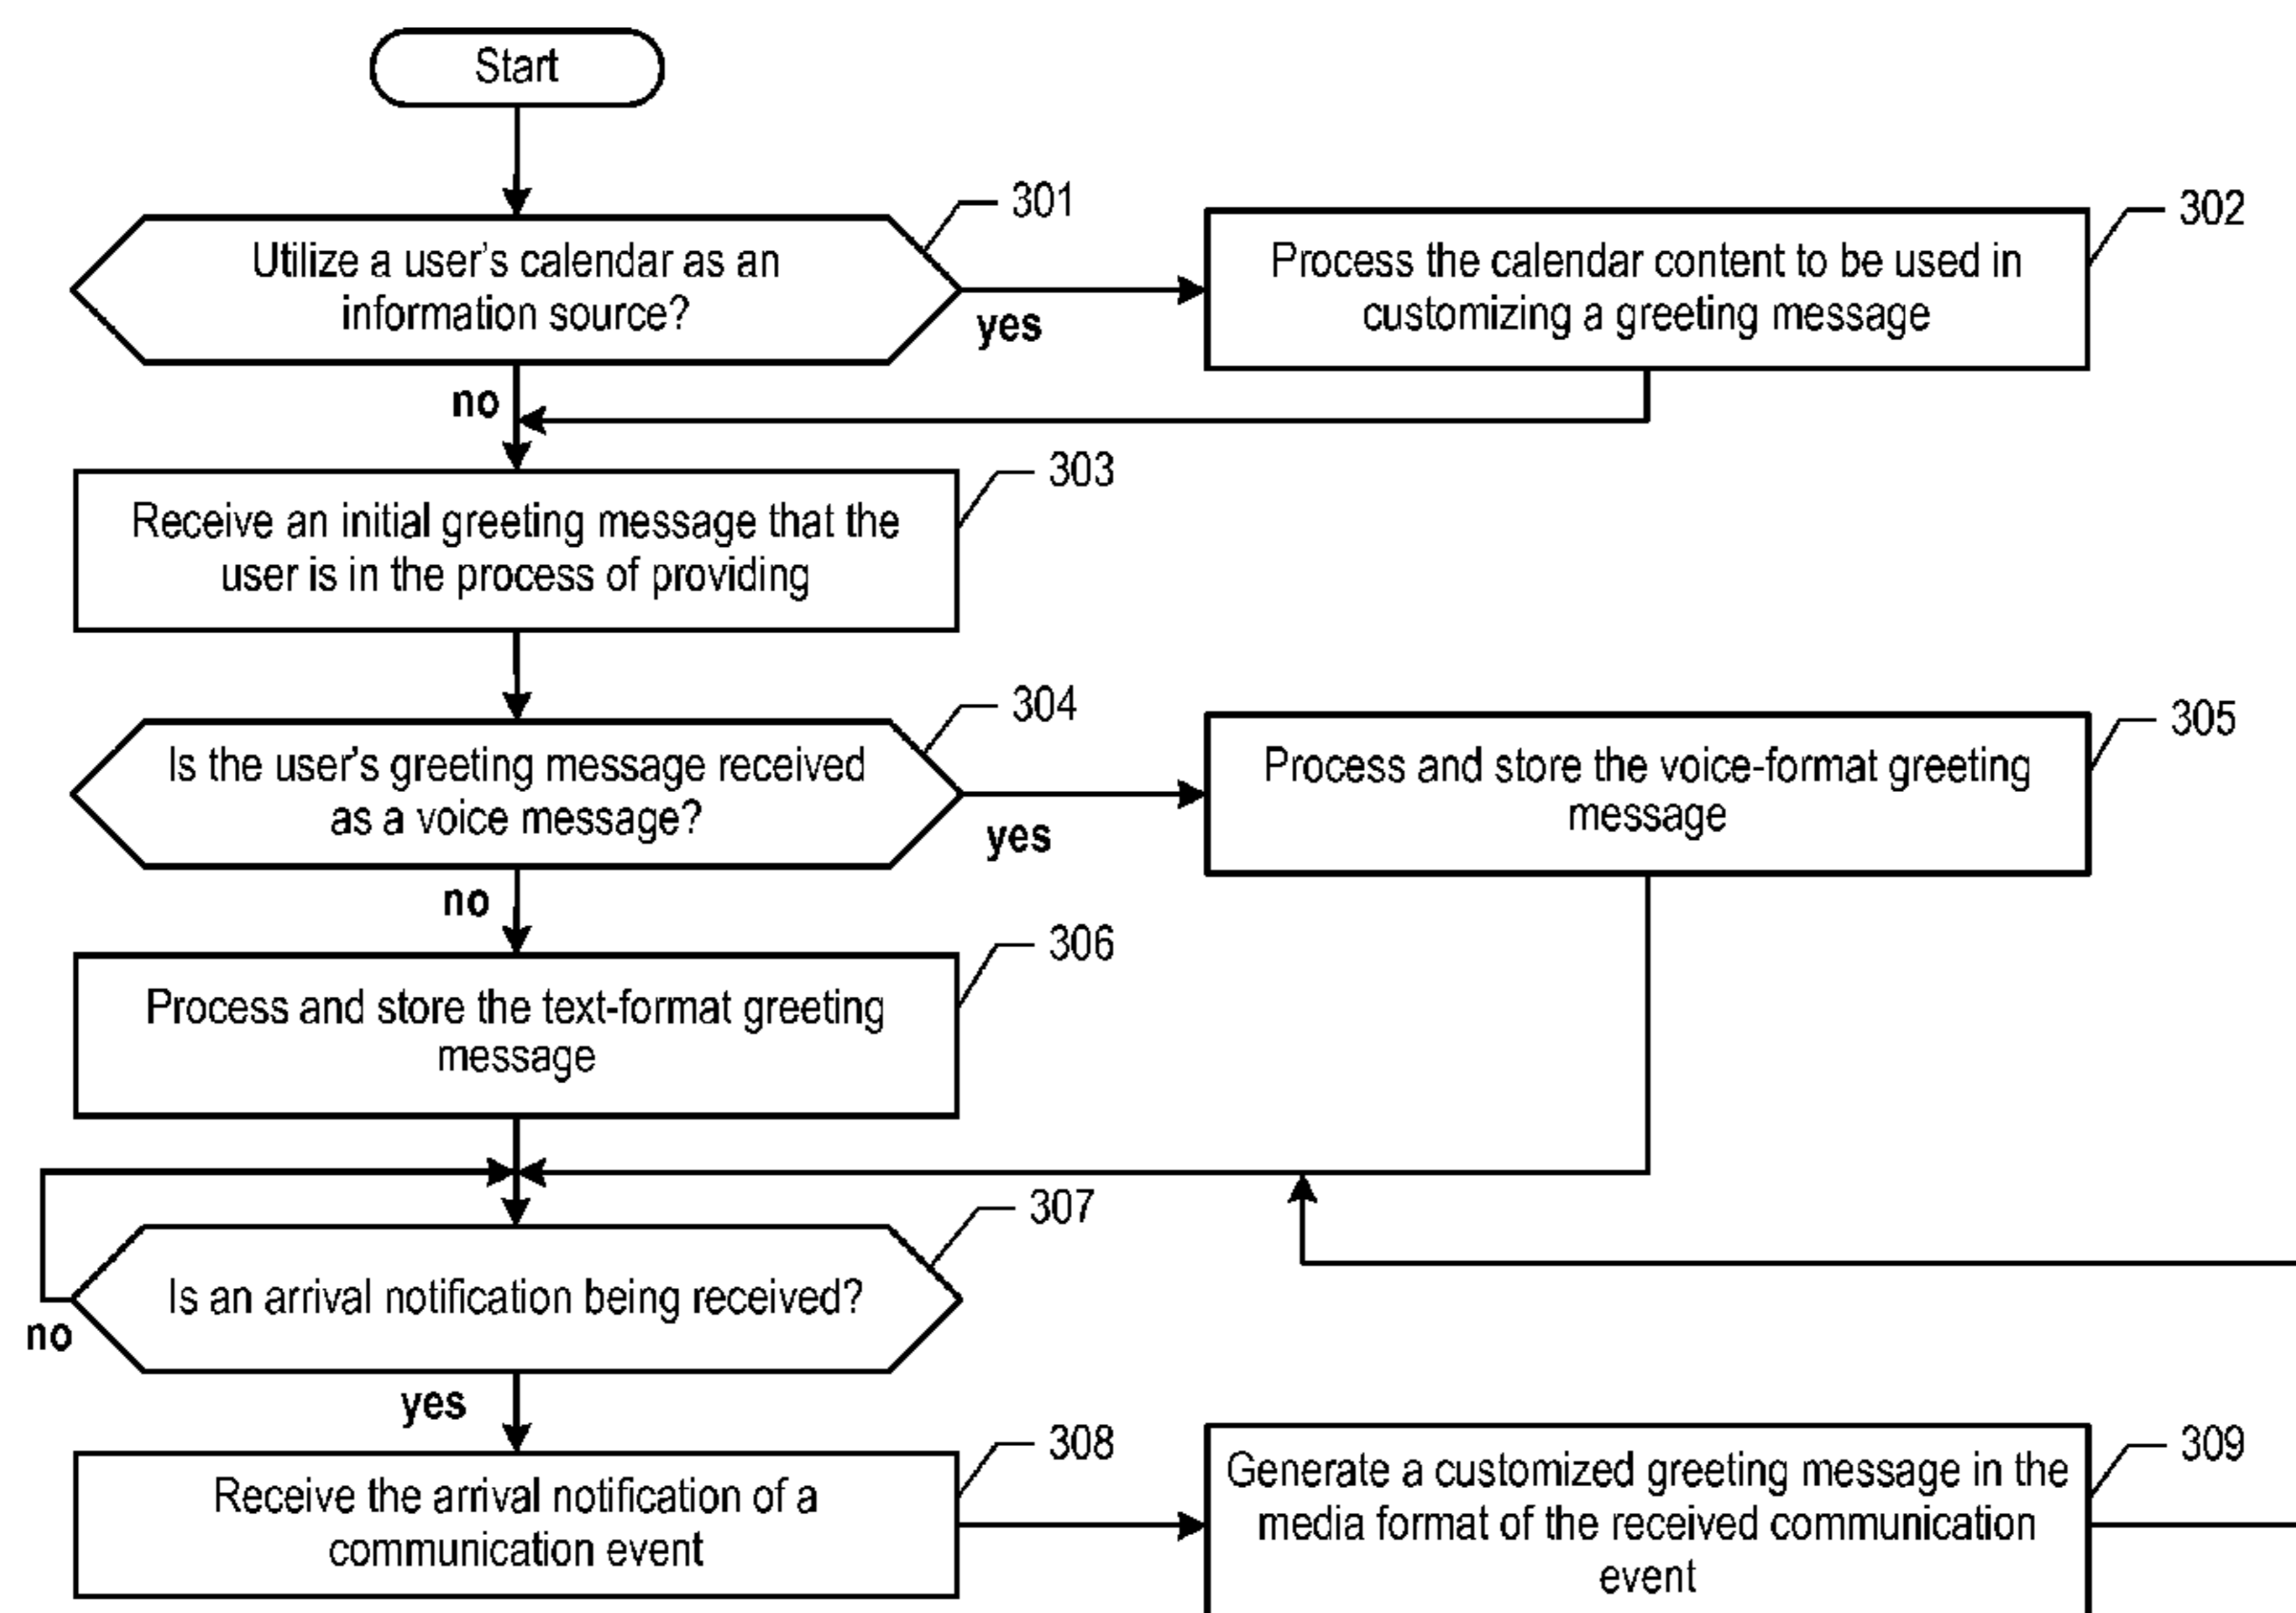 Start
301
Utilize a user's calendar as an
information source?
yes
302
Process the calendar content to be used in
customizing a greeting message
no
303
Receive an initial greeting message that the
user is in the process of providing
304
Is the user's greeting message received
as a voice message?
yes
305
Process and store the voice-format greeting
message
no
306
Process and store the text-format greeting
message
307
Is an arrival notification being received?
no
yes
308
Receive the arrival notification of a
communication event
309
Generate a customized greeting message in the
media format of the received communication
event